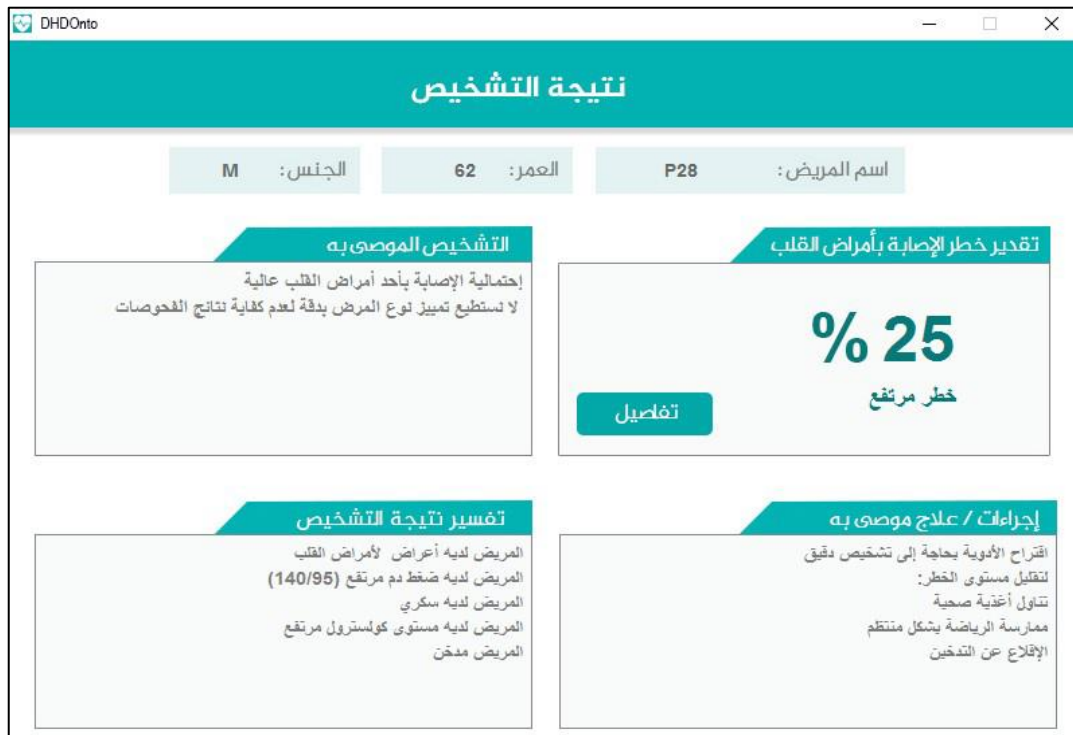 DHDOnto
نتيجة التشخيص
اسم المريض: P28
العمر: 62
الجنس: M
تقدير خطر الإصابة بأمراض القلب
% 25
خطر مرتفع
تفاصيل
التشخيص الموصى به
إحتمالية الإصابة بأحد أمراض القلب عالية
لا نستطيع تمييز نوع المرض بدقة لعدم كفاية نتائج الفحوصات
إجراءات / علاج موصى به
اقتراح الأدوية بحاجة إلى تشخيص دقيق
لتقليل مستوى الخطر:
تناول أغذية صحية
ممارسة الرياضة بشكل منتظم
الإقلاع عن التدخين
تفسير نتيجة التشخيص
المريض لديه أعراض لأمراض القلب
المريض لديه ضغط دم مرتفع (140/95)
المريض لديه سكري
المريض لديه مستوى كولسترول مرتفع
المريض مدخن